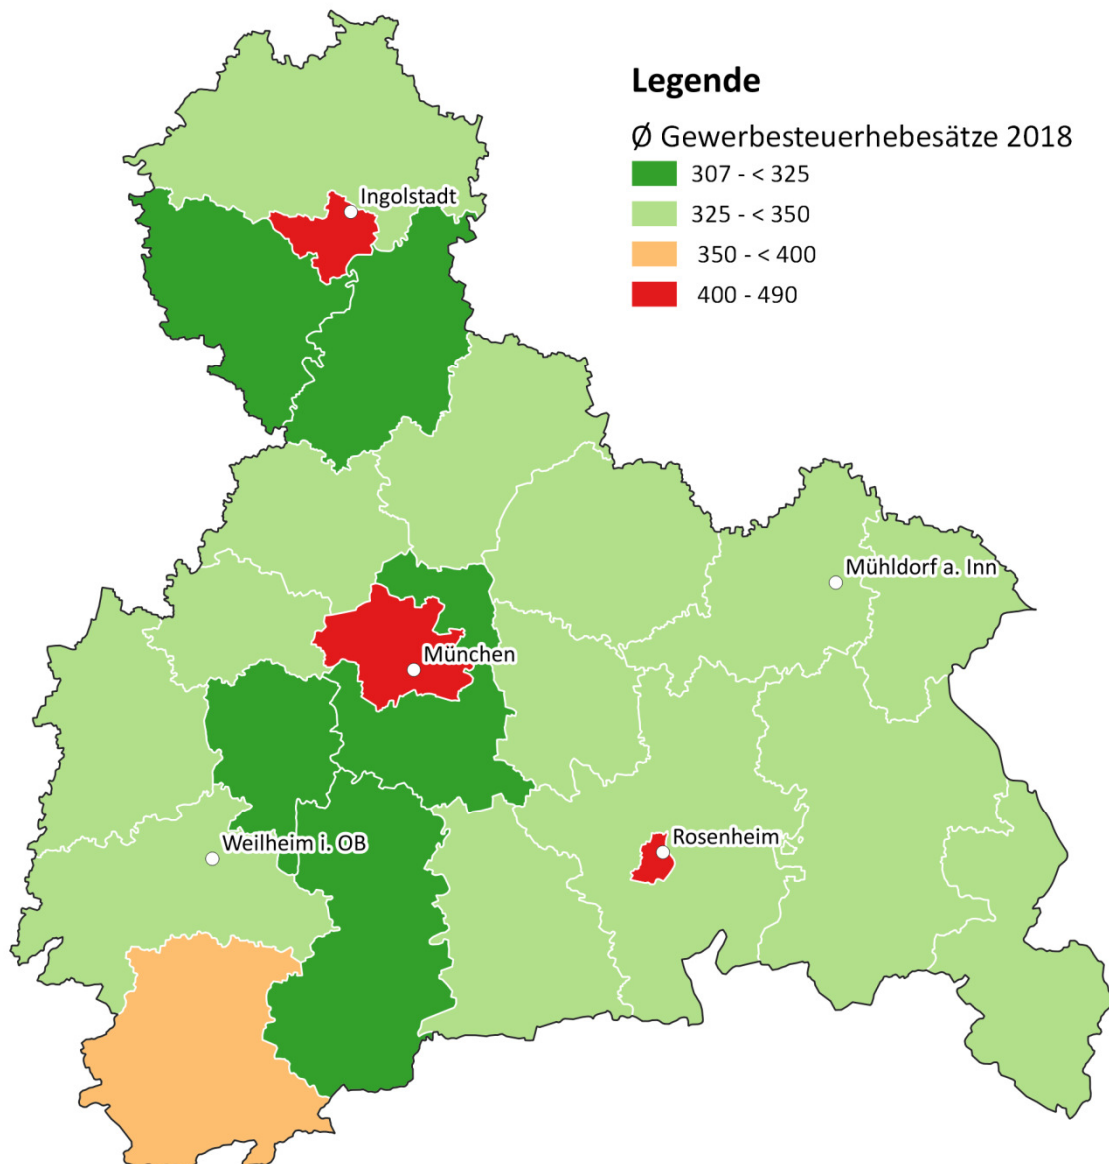 Legende
Ø Gewerbesteuerhebesätze 2018
307 - < 325
325 - < 350
350 - < 400
400 - 490
Ingolstadt
Mühldorf a. Inn
München
Rosenheim
Weilheim i. OB